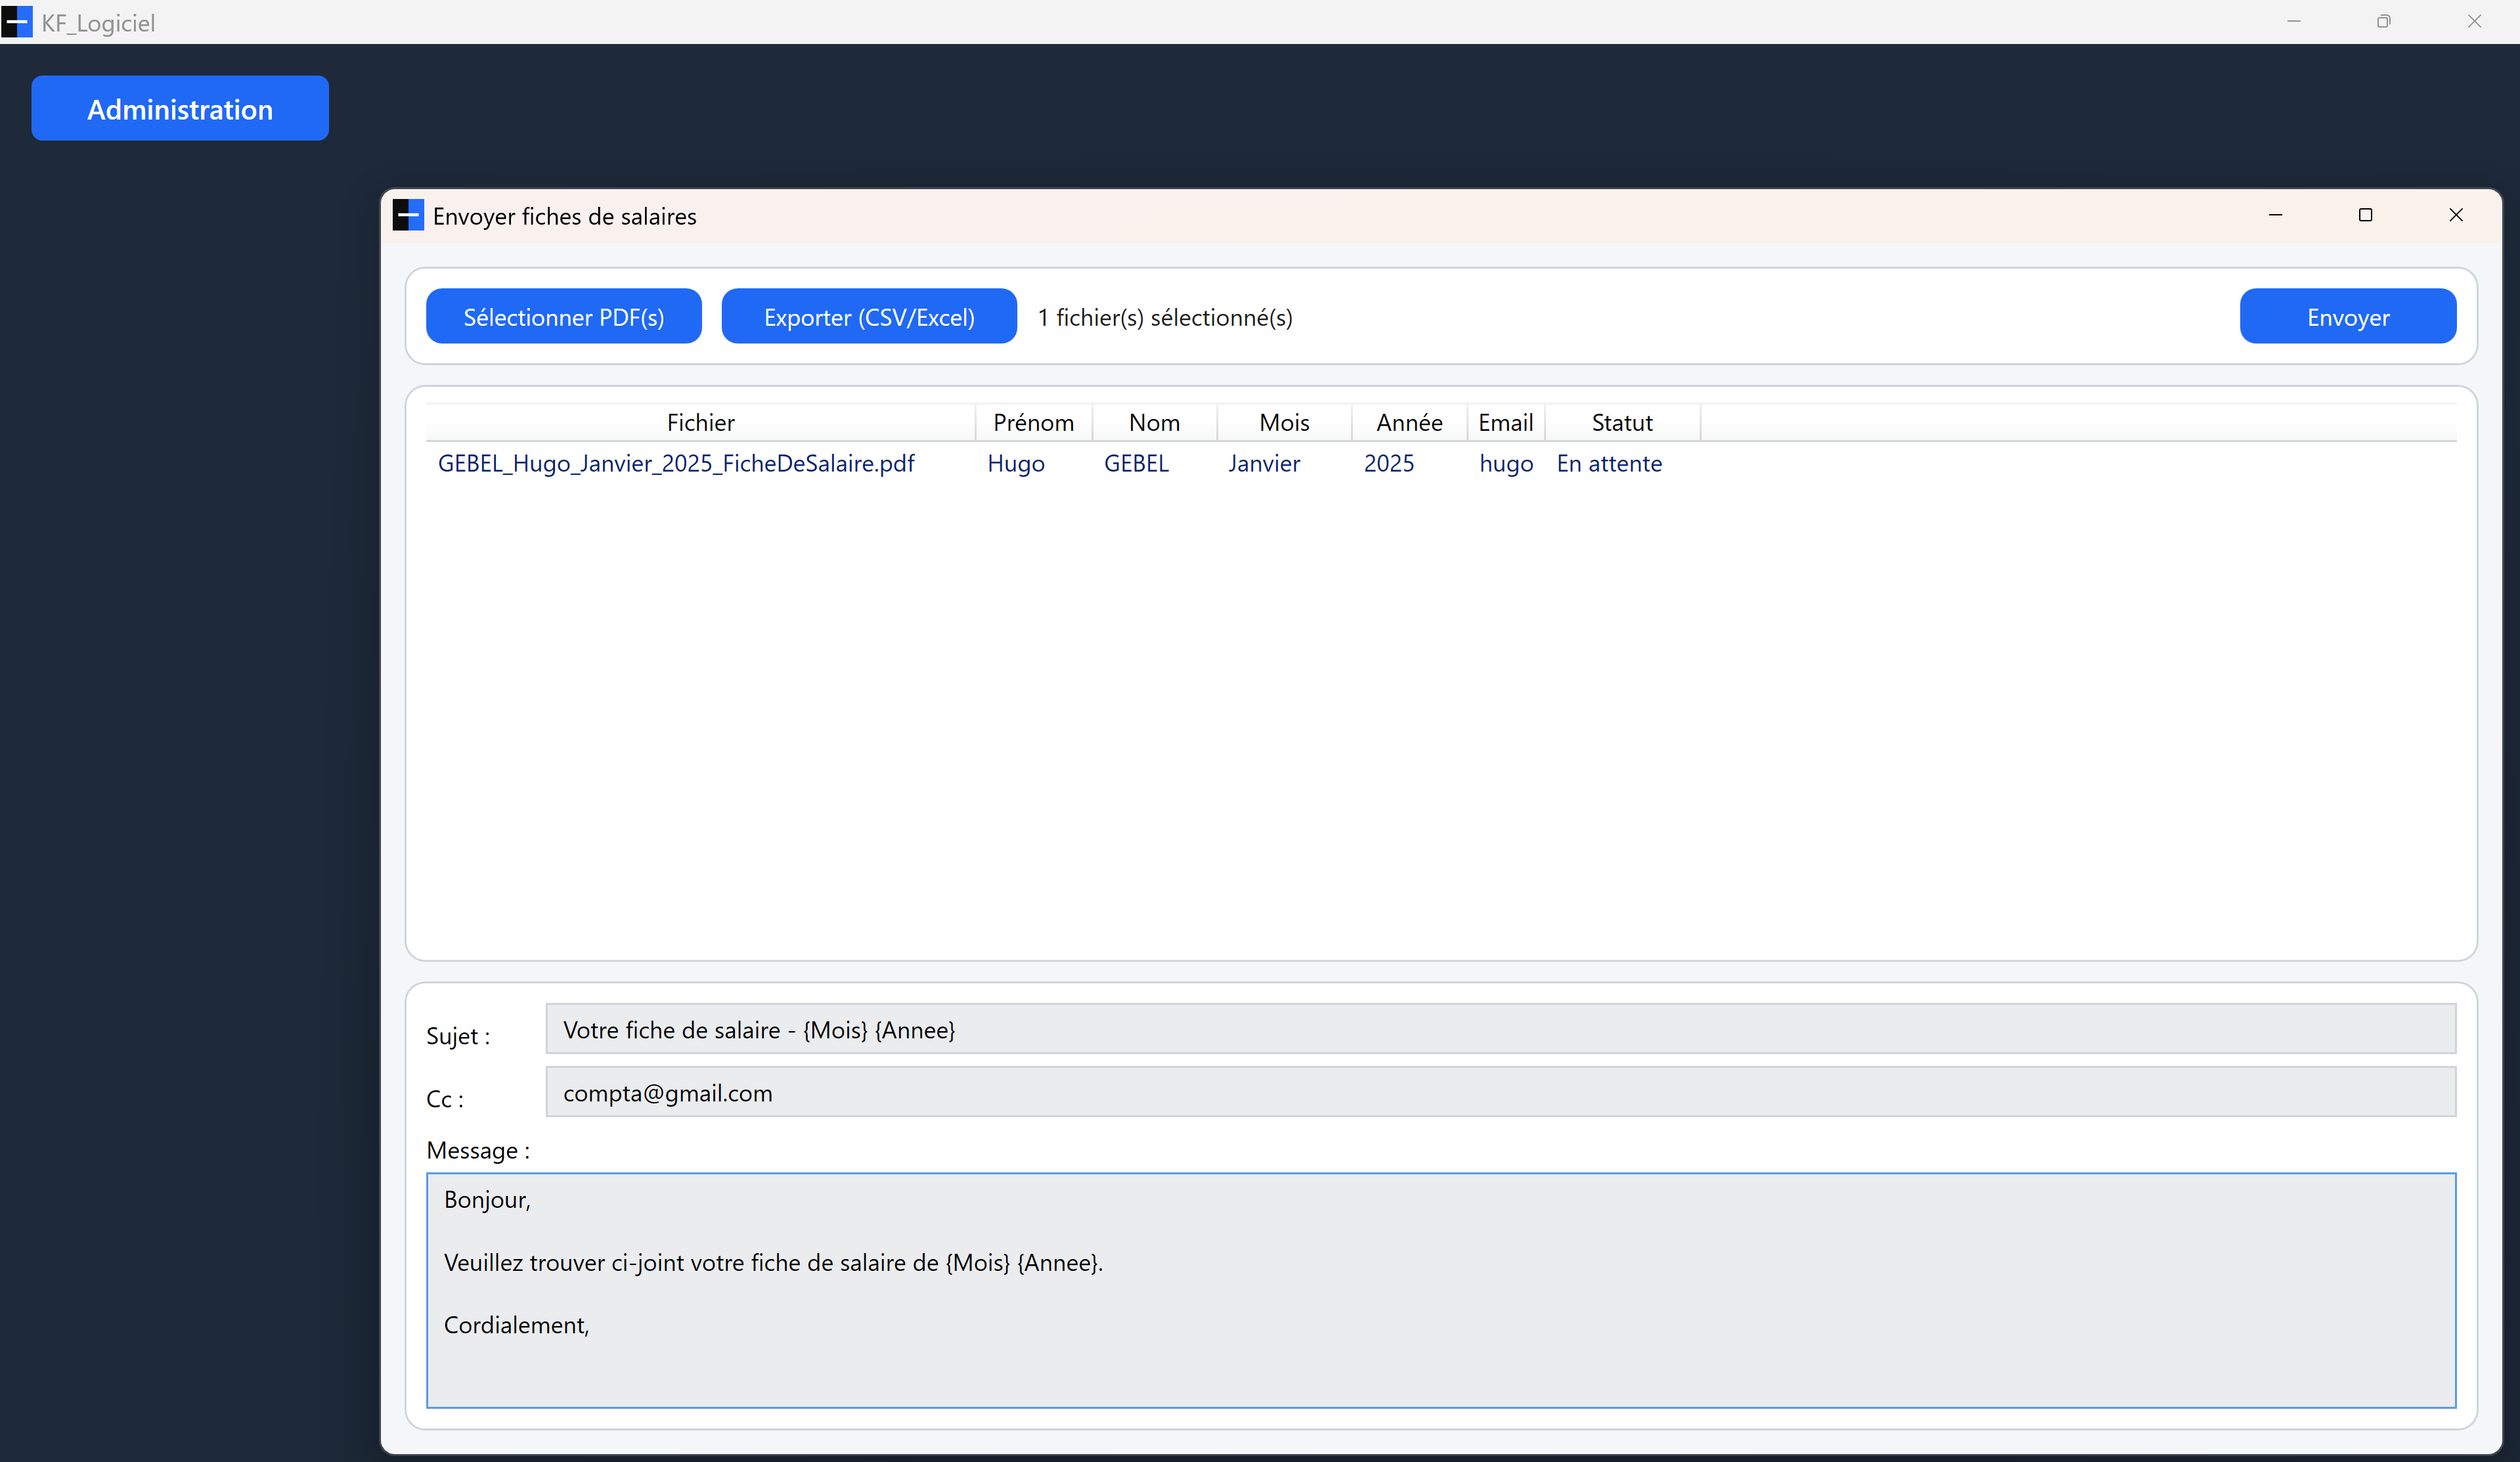 KF_Logiciel
Administration
Envoyer fiches de salaires
Sélectionner PDF(s) Exporter (CSV/Excel) 1 fichier(s) sélectionné(s) Envoyer
Fichier Prénom Nom Mois Année Email Statut
GEBEL_Hugo_Janvier_2025_FicheDeSalaire.pdf Hugo GEBEL Janvier 2025 hugo En attente
Sujet : Votre fiche de salaire - {Mois} {Annee}
Cc : compta@gmail.com
Message :
Bonjour,
Veuillez trouver ci-joint votre fiche de salaire de {Mois} {Annee}.
Cordialement,